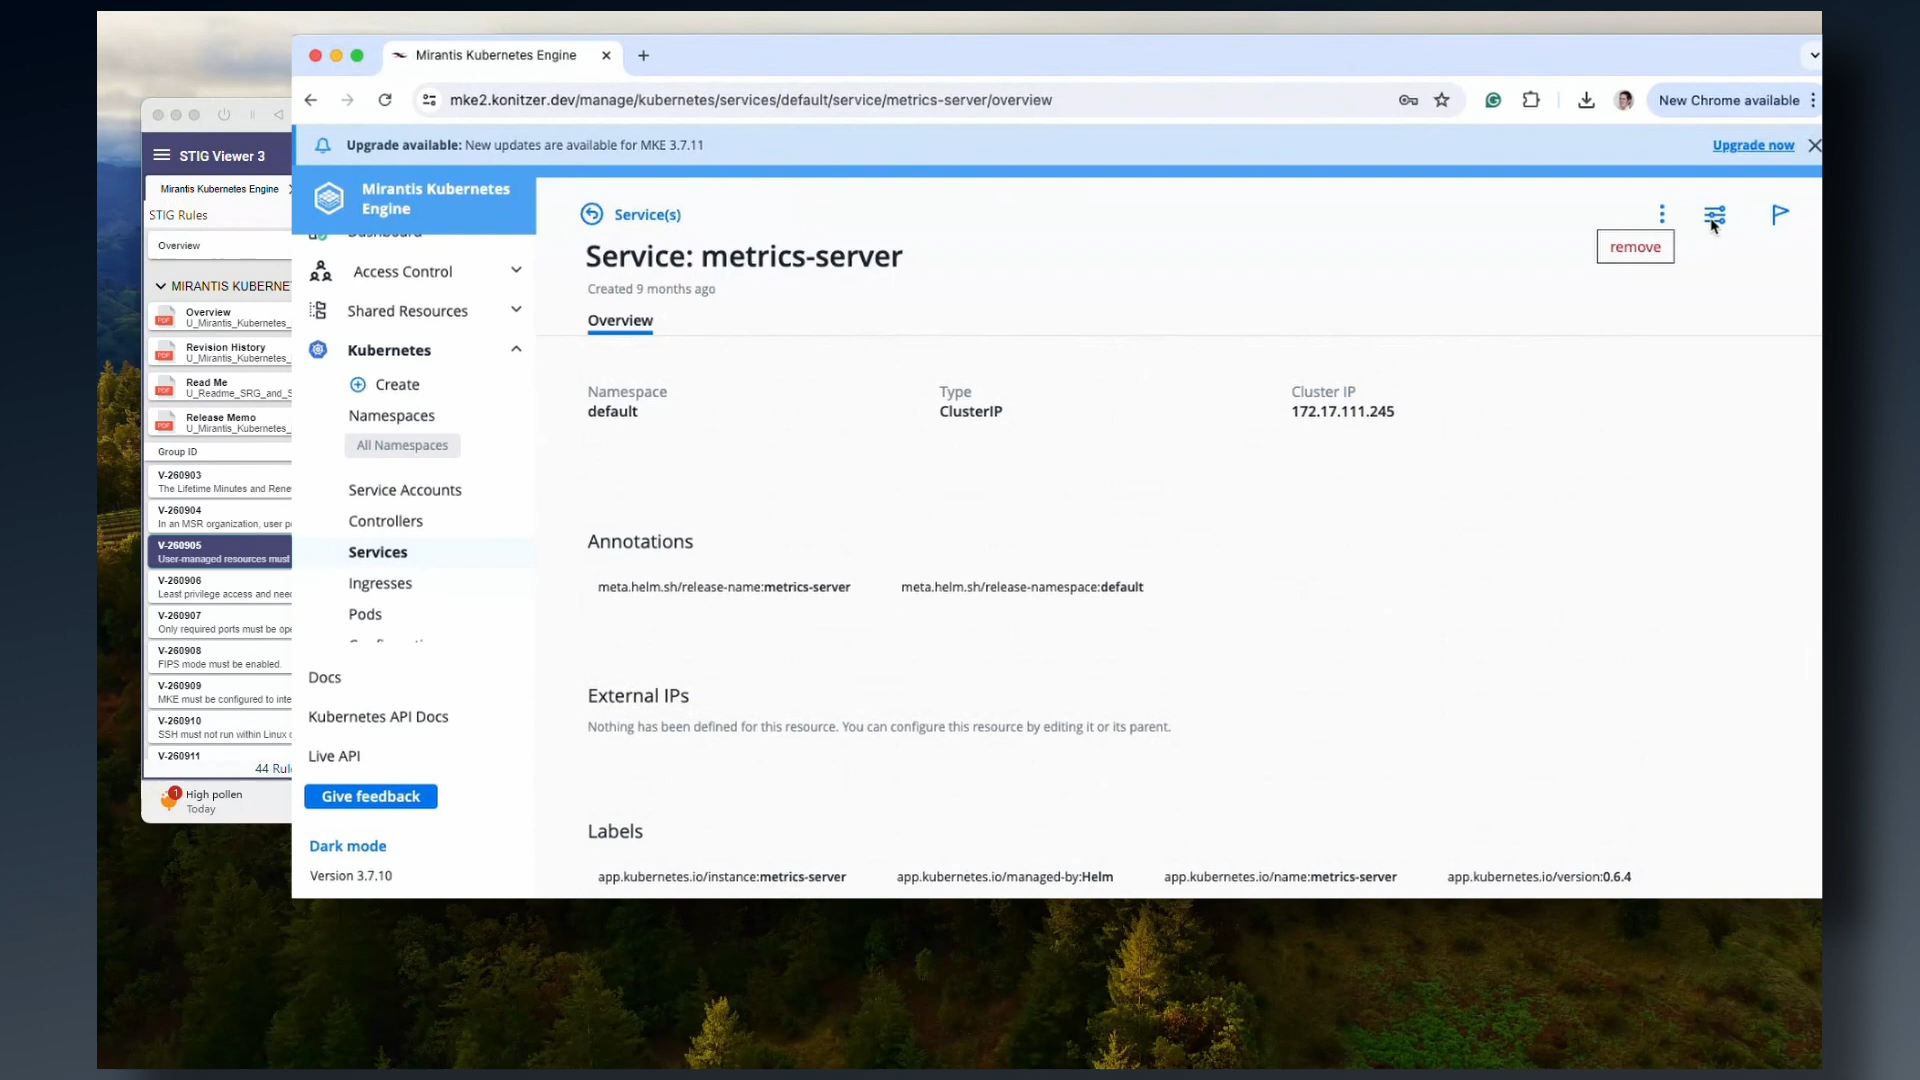 Mirantis Kubernetes Engine
mke2.konitzer.dev/manage/kubernetes/services/default/service/metrics-server/overview
New Chrome available
Upgrade available: New updates are available for MKE 3.7.11
Upgrade now
STIG Viewer 3
Mirantis Kubernetes Engine
STIG Rules
Overview
MIRANTIS KUBERNE
Overview
U_Mirantis_Kubernetes_
Revision History
U_Mirantis_Kubernetes_
Read Me
U_Readme_SRG_and_S
Release Memo
U_Mirantis_Kubernetes_
Group ID
V-260903
The Lifetime Minutes and Rene
V-260904
In an MSR organization, user p
V-260905
User-managed resources must
V-260906
Least privilege access and nee
V-260907
Only required ports must be ope
V-260908
FIPS mode must be enabled.
V-260909
MKE must be configured to inte
V-260910
SSH must not run within Linux c
V-260911
44 Rul
1
High pollen
Today
Mirantis Kubernetes
Engine
Dashboard
Access Control
Shared Resources
Kubernetes
Create
Namespaces
All Namespaces
Service Accounts
Controllers
Services
Ingresses
Pods
Docs
Kubernetes API Docs
Live API
Give feedback
Dark mode
Version 3.7.10
Service(s)
remove
Service: metrics-server
Created 9 months ago
Overview
Namespace
default
Type
ClusterIP
Cluster IP
172.17.111.245
Annotations
meta.helm.sh/release-name:metrics-server
meta.helm.sh/release-namespace:default
External IPs
Nothing has been defined for this resource. You can configure this resource by editing it or its parent.
Labels
app.kubernetes.io/instance:metrics-server
app.kubernetes.io/managed-by:Helm
app.kubernetes.io/name:metrics-server
app.kubernetes.io/version:0.6.4